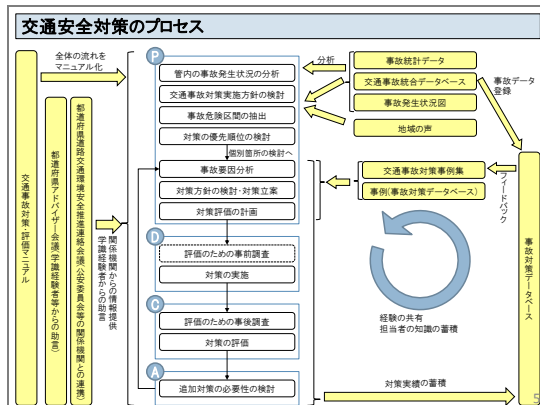 交通安全対策のプロセス
全体の流れを
マニュアル化
交通事故対策・評価マニュアル
都道府県アドバイザー会議(学識経験者等からの助言)
都道府県道路交通環境安全推進連絡会議(公安委員会等の関係機関との連携)
関係機関からの情報提供
学識経験者からの助言
P
管内の事故発生状況の分析
交通事故対策実施方針の検討
事故危険区間の抽出
対策の優先順位の検討
個別箇所の検討へ
事故要因分析
対策方針の検討・対策立案
対策評価の計画
D
評価のための事前調査
対策の実施
C
評価のための事後調査
対策の評価
A
追加対策の必要性の検討
分析
事故統計データ
交通事故統合データベース
事故発生状況図
地域の声
事故データ
登録
交通事故対策事例集
事例(事故対策データベース)
フィードバック
経験の共有
担当者の知識の蓄積
対策実績の蓄積
事故対策データベース
5